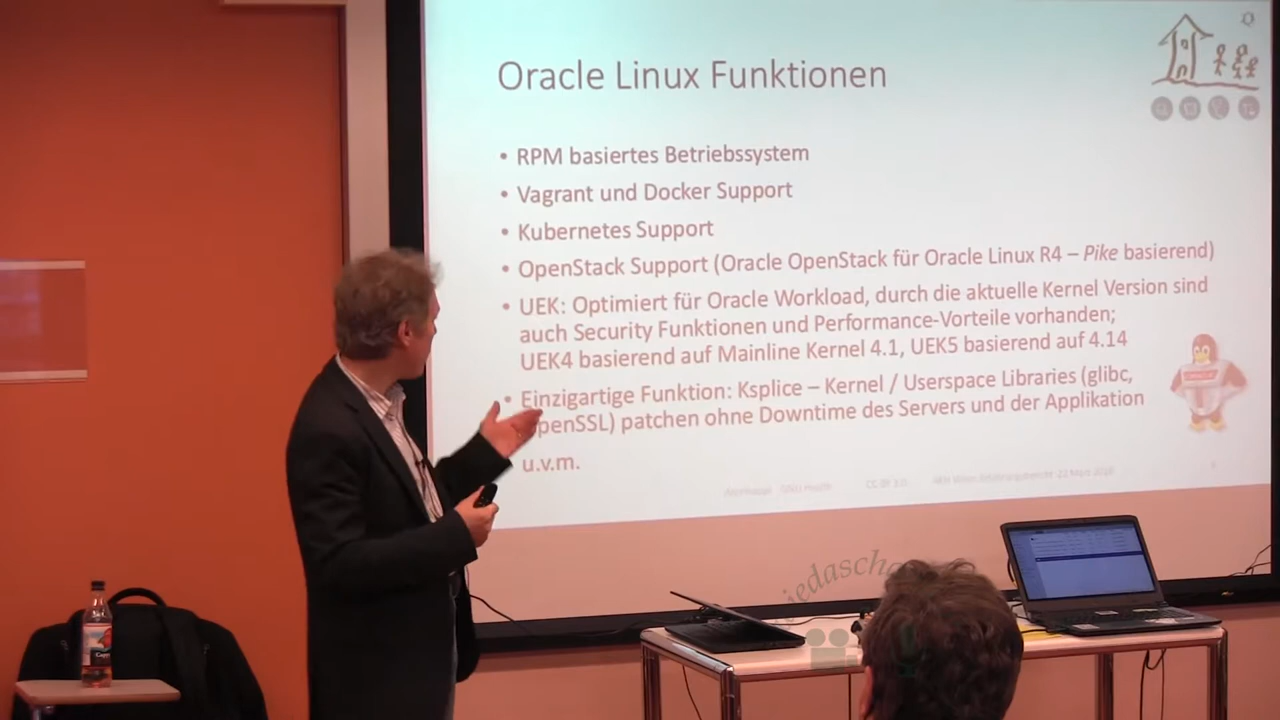 Oracle Linux Funktionen
• RPM basiertes Betriebssystem
• Vagrant und Docker Support
• Kubernetes Support
• OpenStack Support (Oracle OpenStack für Oracle Linux R4 – Pike basierend)
• UEK: Optimiert für Oracle Workload, durch die aktuelle Kernel Version sind
auch Security Funktionen und Performance-Vorteile vorhanden;
UEK4 basierend auf Mainline Kernel 4.1, UEK5 basierend auf 4.14
• Einzigartige Funktion: Ksplice – Kernel / Userspace Libraries (glibc,
penSSL) patchen ohne Downtime des Servers und der Applikation
u.v.m.